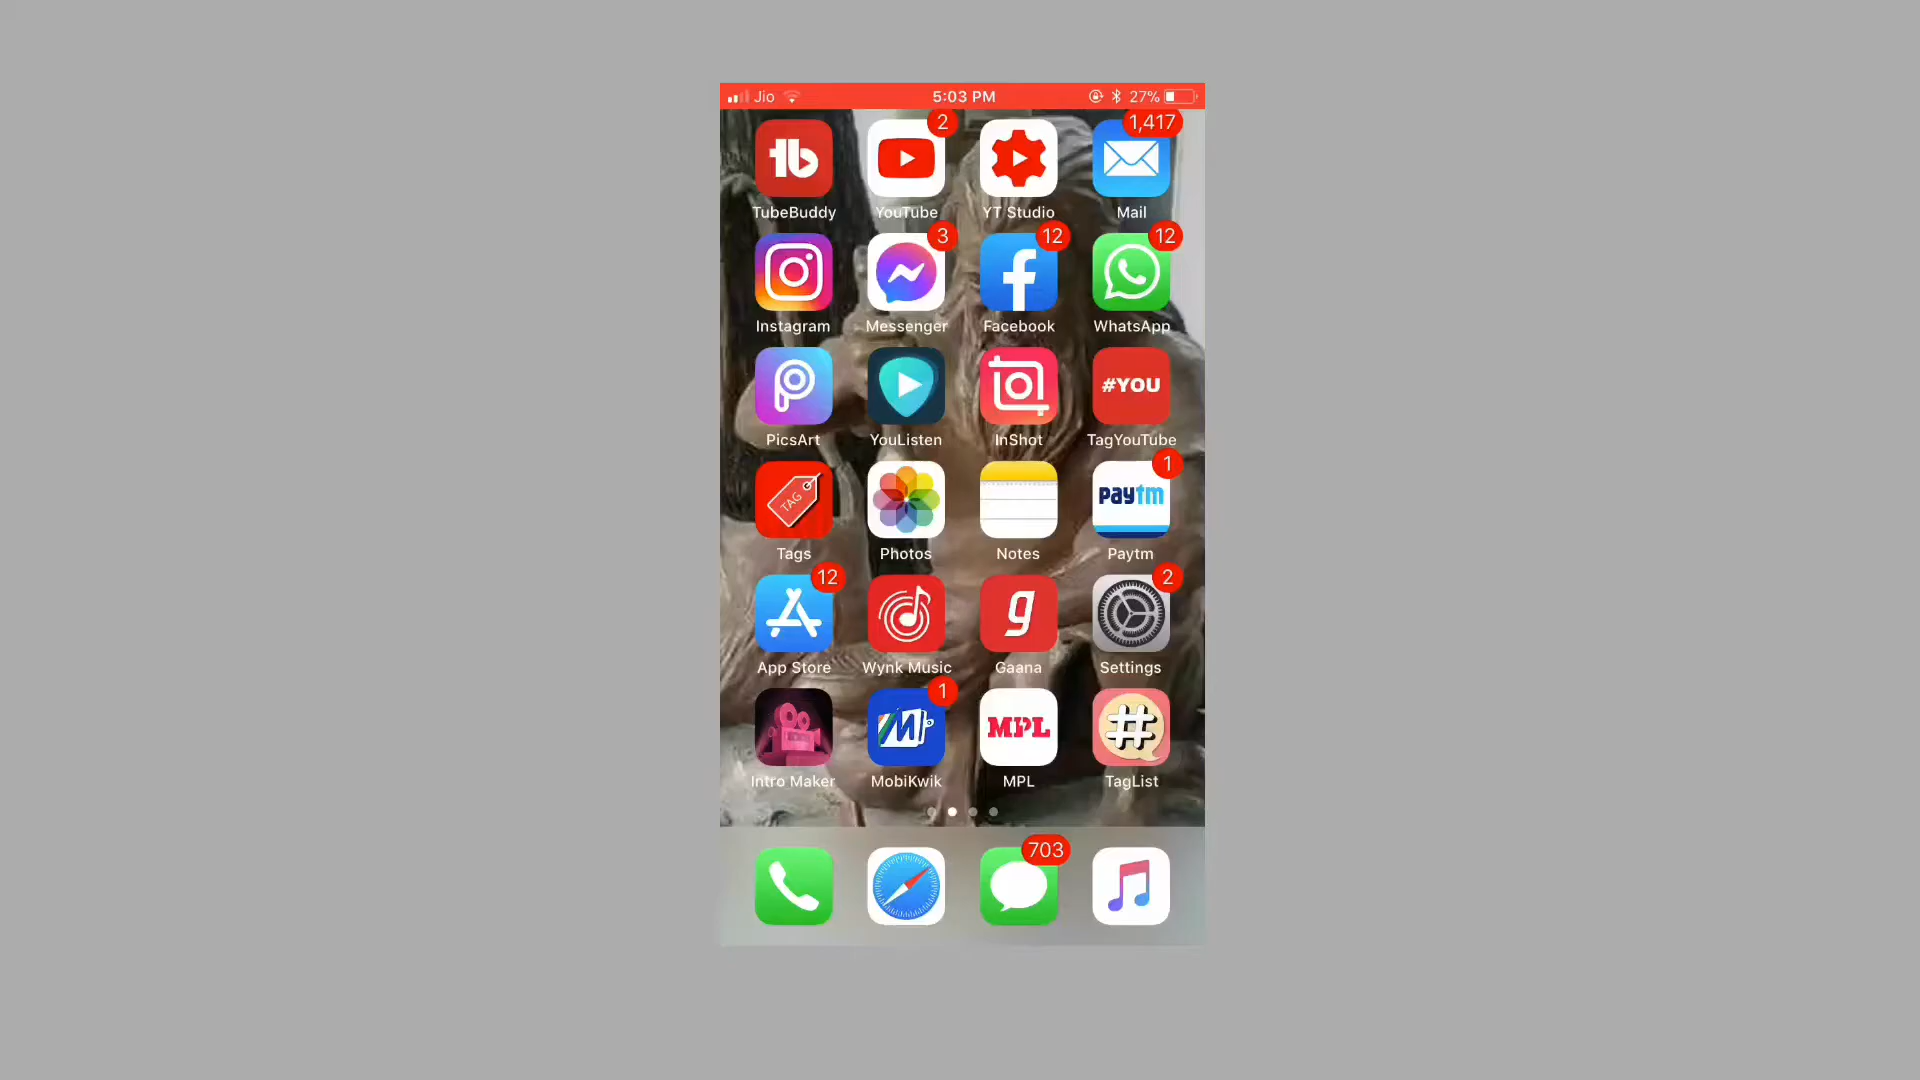 Jio 5:03 PM 27%
2 1,417
TubeBuddy YouTube YT Studio Mail
3 12 12
Instagram Messenger Facebook WhatsApp
#YOU
PicsArt YouListen InShot TagYouTube
1
TAG paytm
Tags Photos Notes Paytm
12 2
g
App Store Wynk Music Gaana Settings
1
M MPL #
Intro Maker MobiKwik MPL TagList
703